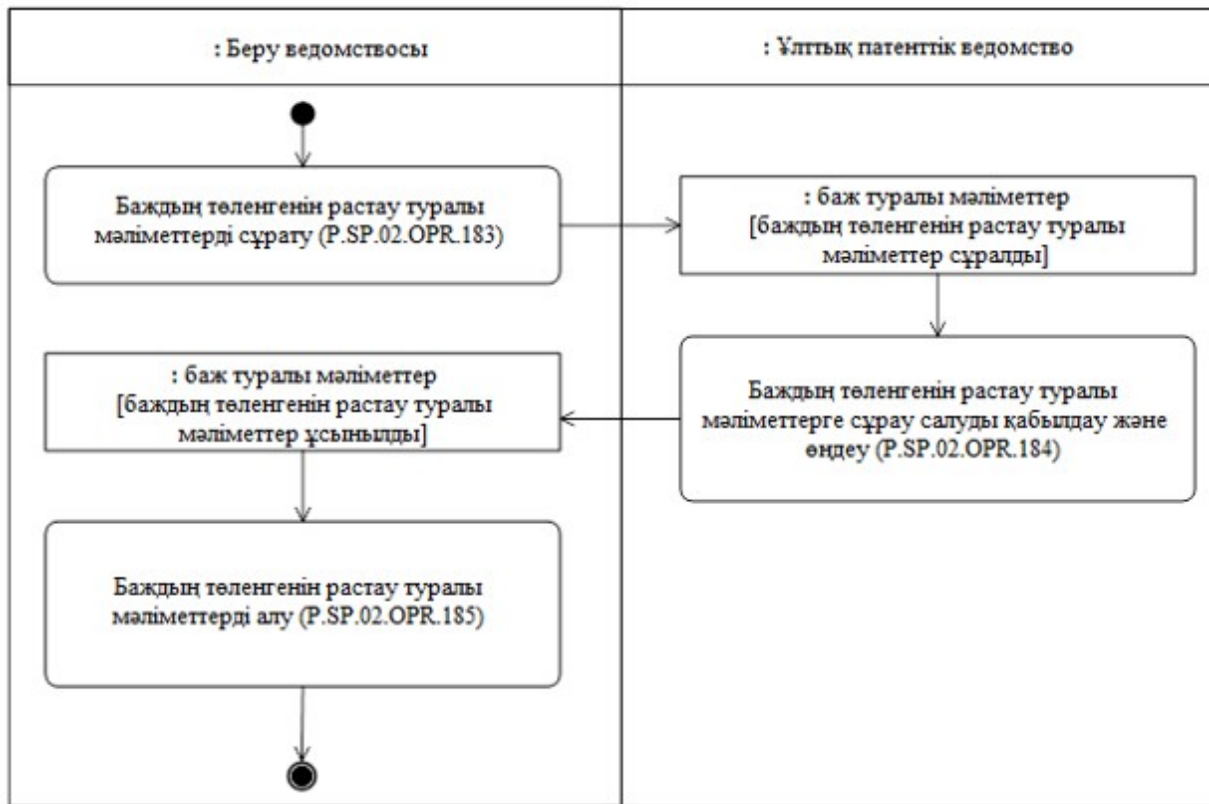 : Беру ведомствосы
: Ұлттық патенттік ведомство
Баждың төленгенін растау туралы
мәліметтерді сұрату (P.SP.02.OPR.183)
: баж туралы мәліметтер
[баждың төленгенін растау туралы
мәліметтер сұралды]
Баждың төленгенін растау туралы
мәліметтерге сұрау салуды қабылдау және
өңдеу (P.SP.02.OPR.184)
: баж туралы мәліметтер
[баждың төленгенін растау туралы
мәліметтер ұсынылды]
Баждың төленгенін растау туралы
мәліметтерді алу (P.SP.02.OPR.185)